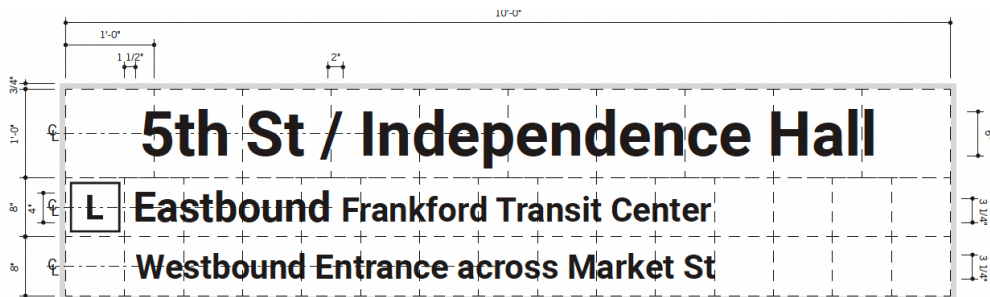 10'-0"
1'-0"
1 1/2"
2"
3/4"
1'-0"
CL
5th St / Independence Hall
8"
4"
CL
L
Eastbound Frankford Transit Center
3 1/4"
8"
CL
Westbound Entrance across Market St
3 1/4"